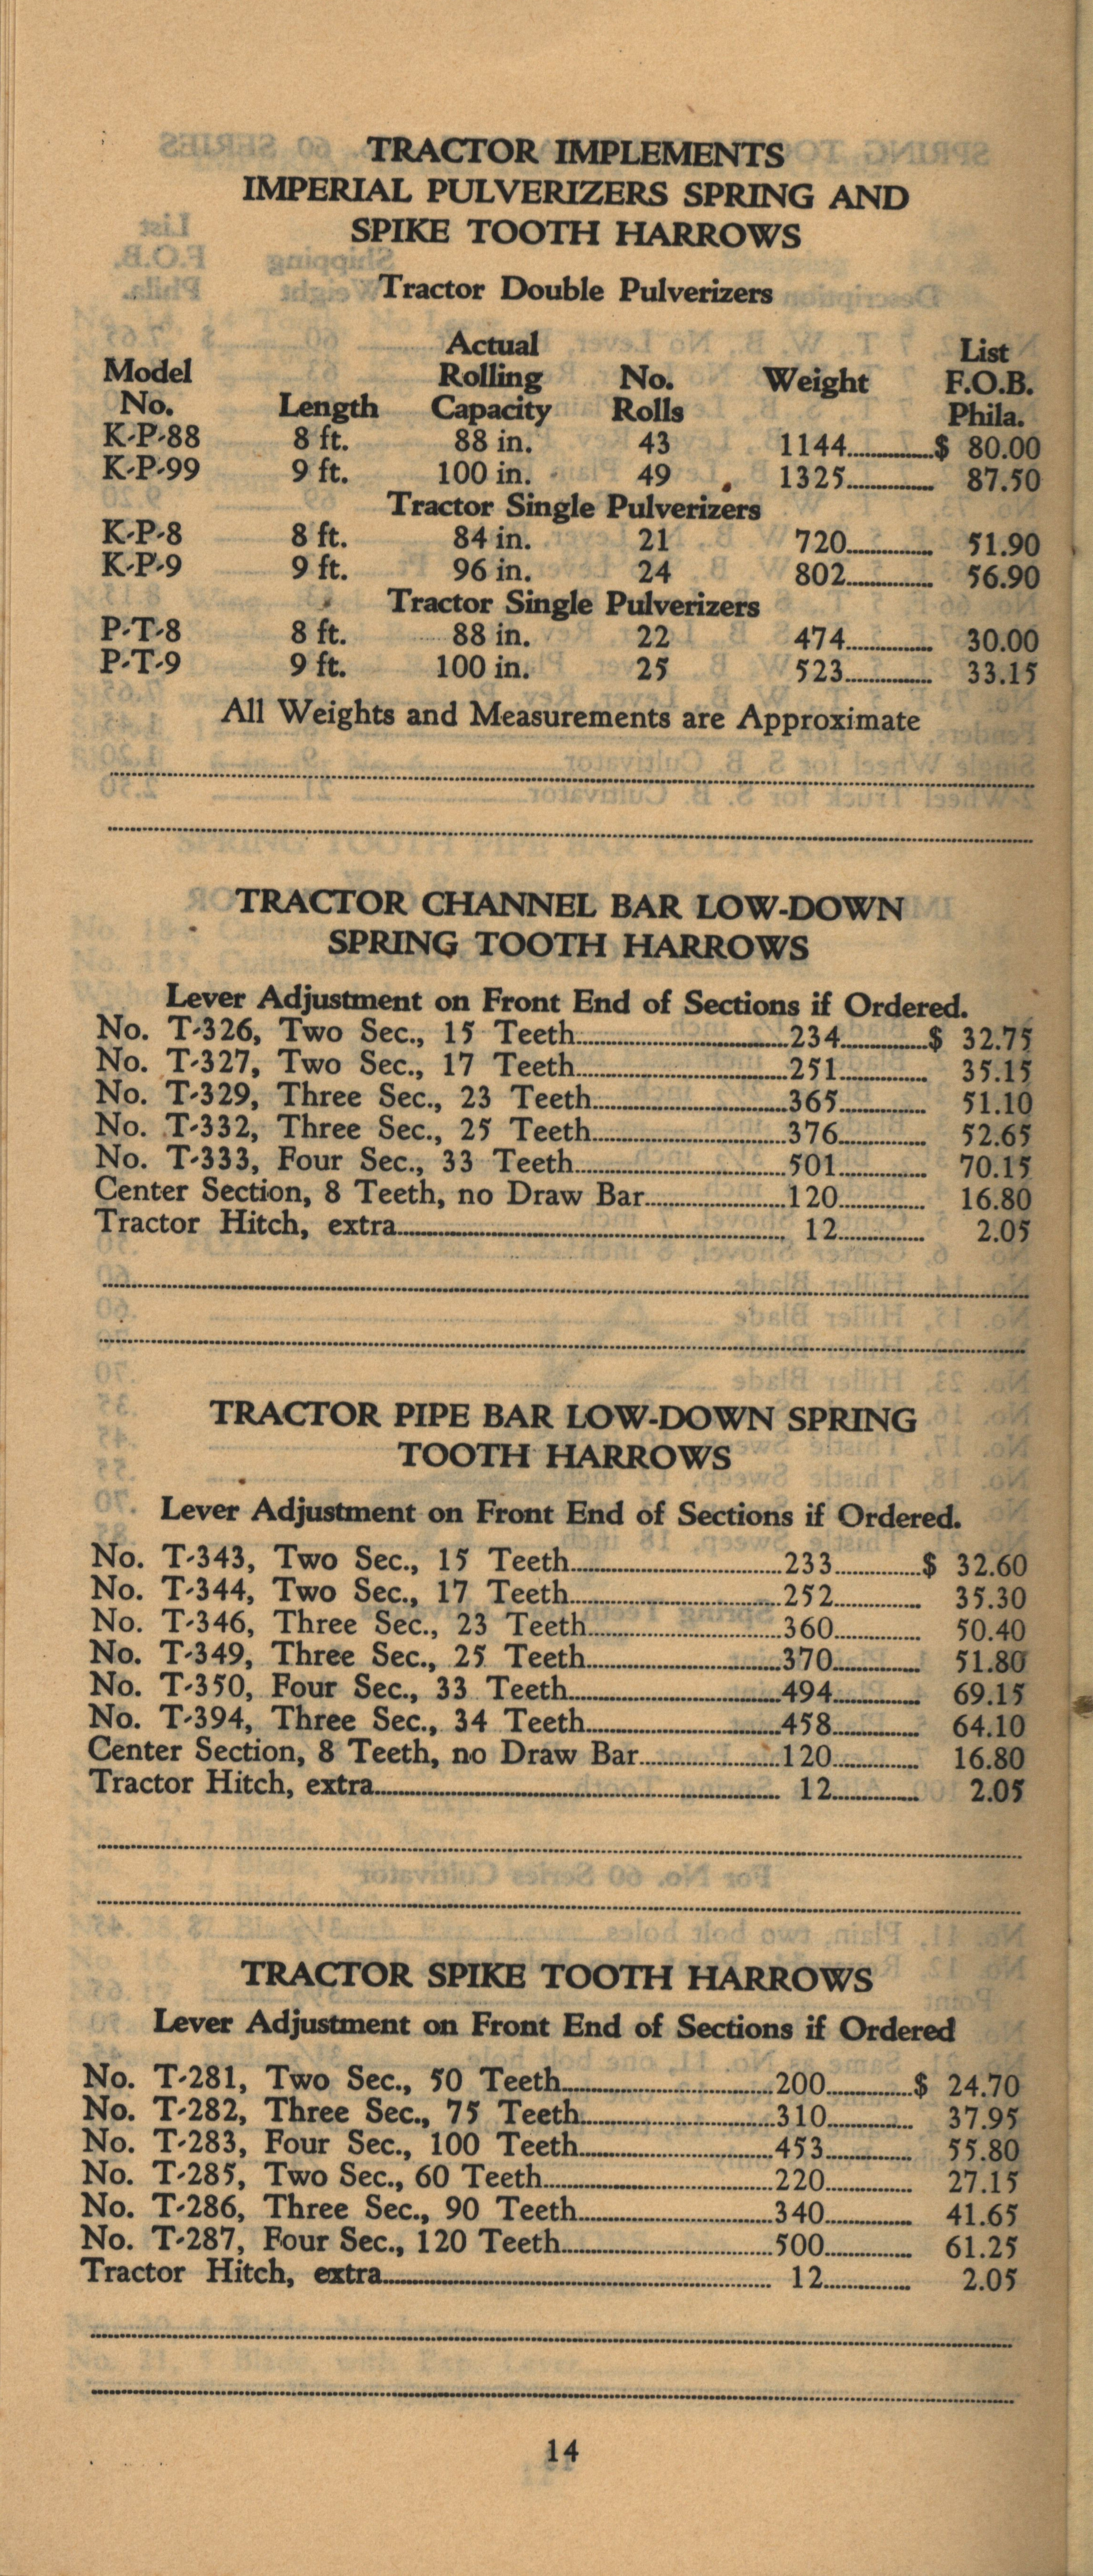 TRACTOR IMPLEMENTS
IMPERIAL PULVERIZERS SPRING AND
SPIKE TOOTH HARROWS
Tractor Double Pulverizers
Model No. Length Actual Rolling Capacity No. Rolls Weight List F.O.B. Phila.
K-P-88 8 ft. 88 in. 43 1144 $ 80.00
K-P-99 9 ft. 100 in. 49 1325 87.50
Tractor Single Pulverizers
K-P-8 8 ft. 84 in. 21 720 51.90
K-P-9 9 ft. 96 in. 24 802 56.90
Tractor Single Pulverizers
P-T-8 8 ft. 88 in. 22 474 30.00
P-T-9 9 ft. 100 in. 25 523 33.15
All Weights and Measurements are Approximate
TRACTOR CHANNEL BAR LOW-DOWN
SPRING TOOTH HARROWS
Lever Adjustment on Front End of Sections if Ordered.
No. T-326, Two Sec., 15 Teeth 234 $ 32.75
No. T-327, Two Sec., 17 Teeth 251 35.15
No. T-329, Three Sec., 23 Teeth 365 51.10
No. T-332, Three Sec., 25 Teeth 376 52.65
No. T-333, Four Sec., 33 Teeth 501 70.15
Center Section, 8 Teeth, no Draw Bar 120 16.80
Tractor Hitch, extra 12 2.05
TRACTOR PIPE BAR LOW-DOWN SPRING
TOOTH HARROWS
Lever Adjustment on Front End of Sections if Ordered.
No. T-343, Two Sec., 15 Teeth 233 $ 32.60
No. T-344, Two Sec., 17 Teeth 252 35.30
No. T-346, Three Sec., 23 Teeth 360 50.40
No. T-349, Three Sec., 25 Teeth 370 51.80
No. T-350, Four Sec., 33 Teeth 494 69.15
No. T-394, Three Sec., 34 Teeth 458 64.10
Center Section, 8 Teeth, no Draw Bar 120 16.80
Tractor Hitch, extra 12 2.05
TRACTOR SPIKE TOOTH HARROWS
Lever Adjustment on Front End of Sections if Ordered
No. T-281, Two Sec., 50 Teeth 200 $ 24.70
No. T-282, Three Sec., 75 Teeth 310 37.95
No. T-283, Four Sec., 100 Teeth 453 55.80
No. T-285, Two Sec., 60 Teeth 220 27.15
No. T-286, Three Sec., 90 Teeth 340 41.65
No. T-287, Four Sec., 120 Teeth 500 61.25
Tractor Hitch, extra 12 2.05
14